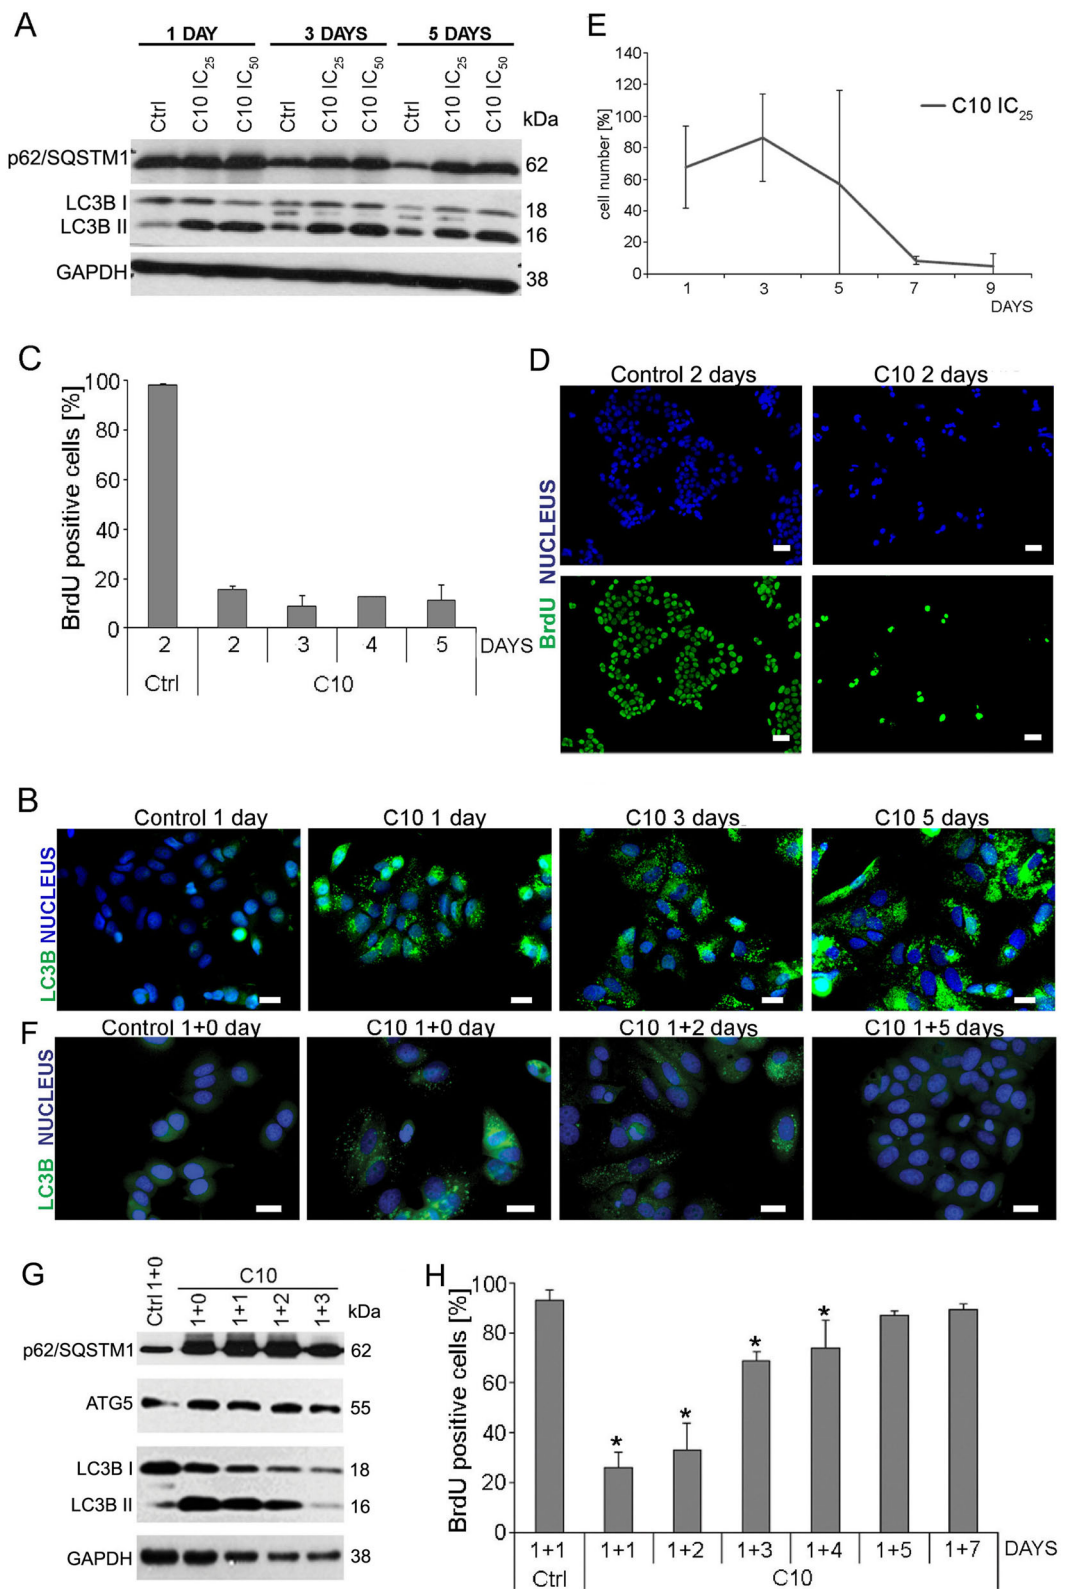 A
1 DAY 3 DAYS 5 DAYS
Ctrl C10 IC25 C10 IC50 Ctrl C10 IC25 C10 IC50 Ctrl C10 IC25 C10 IC50 kDa
p62/SQSTM1 62
LC3B I 18
LC3B II 16
GAPDH 38
E
140
120
100
80
60
40
20
0
cell number [%]
C10 IC25
1 3 5 7 9
DAYS
C
100
80
60
40
20
0
BrdU positive cells [%]
2 2 3 4 5 DAYS
Ctrl C10
D
Control 2 days C10 2 days
BrdU NUCLEUS
B
Control 1 day C10 1 day C10 3 days C10 5 days
LC3B NUCLEUS
F
Control 1+0 day C10 1+0 day C10 1+2 days C10 1+5 days
LC3B NUCLEUS
G
C10
Ctrl 1+0 1+0 1+1 1+2 1+3 kDa
p62/SQSTM1 62
ATG5 55
LC3B I 18
LC3B II 16
GAPDH 38
H
100
80
60
40
20
0
BrdU positive cells [%]
* * * *
1+1 1+1 1+2 1+3 1+4 1+5 1+7 DAYS
Ctrl C10